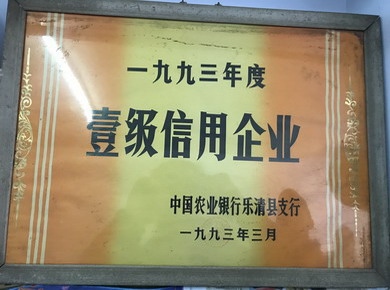 一九九三年度
壹级信用企业
中国农业银行乐清县支行
一九九三年三月